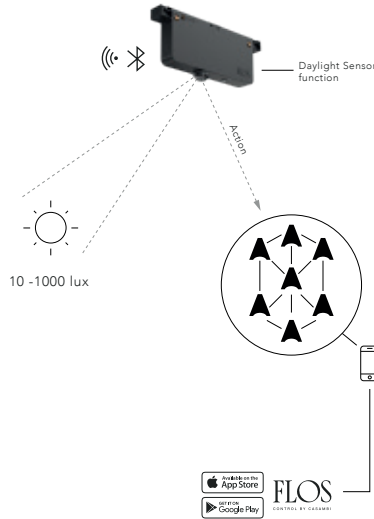 Daylight Sensor
function
Action
10 -1000 lux
Available on the
App Store
GET IT ON
Google Play
FLOS
CONTROL BY CASAMBI